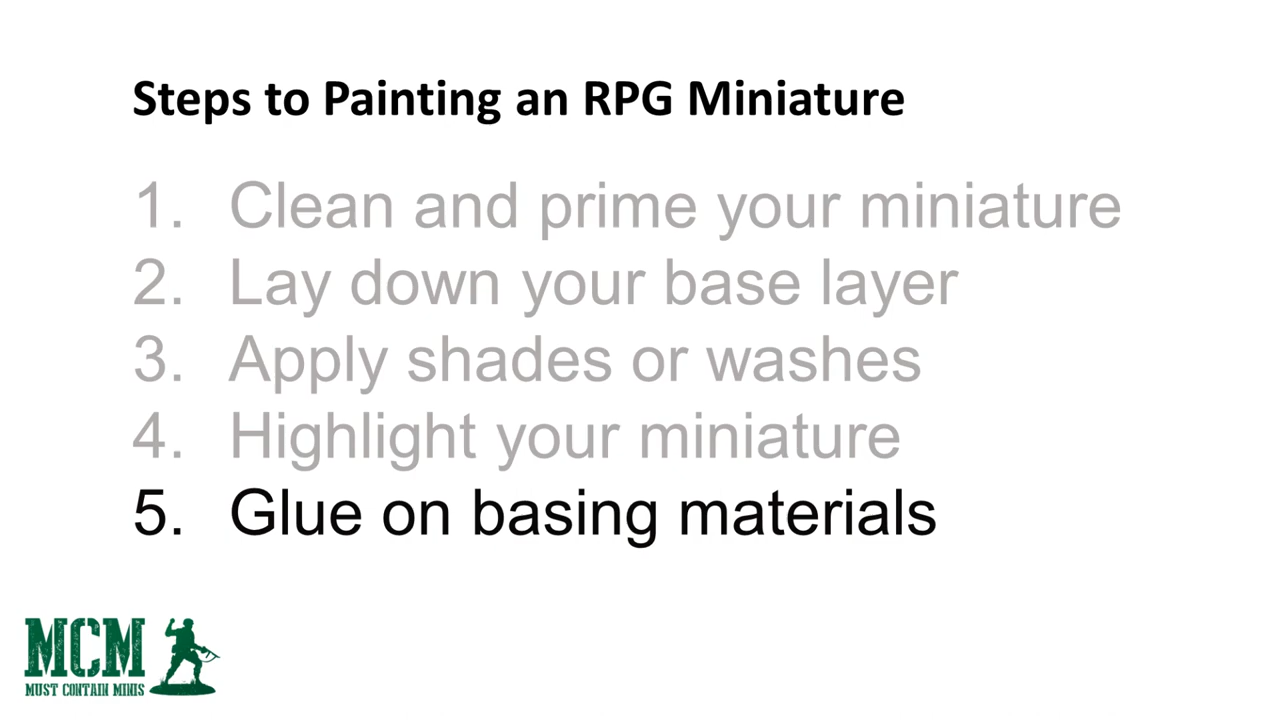 Steps to Painting an RPG Miniature
1. Clean and prime your miniature
2. Lay down your base layer
3. Apply shades or washes
4. Highlight your miniature
5. Glue on basing materials
MCM
MUST CONTAIN MINIS